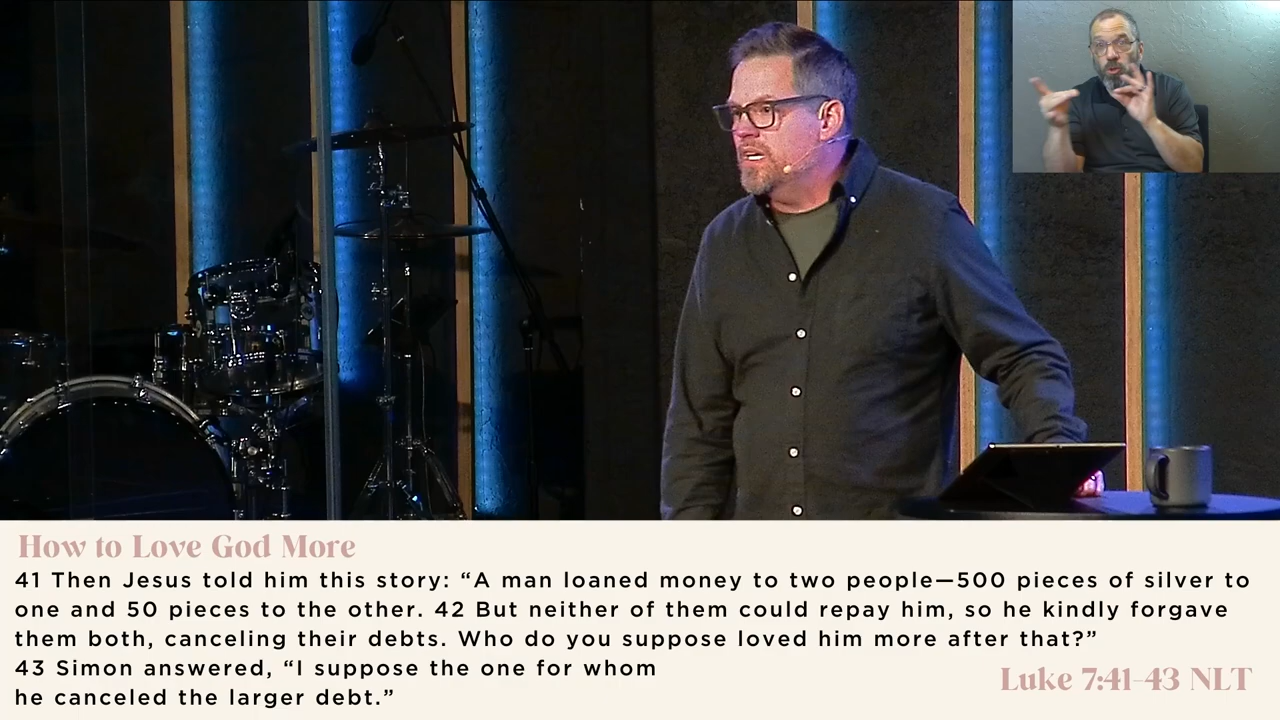 How to Love God More
41 Then Jesus told him this story: “A man loaned money to two people—500 pieces of silver to
one and 50 pieces to the other. 42 But neither of them could repay him, so he kindly forgave
them both, canceling their debts. Who do you suppose loved him more after that?”
43 Simon answered, “I suppose the one for whom
he canceled the larger debt.”
Luke 7:41-43 NLT